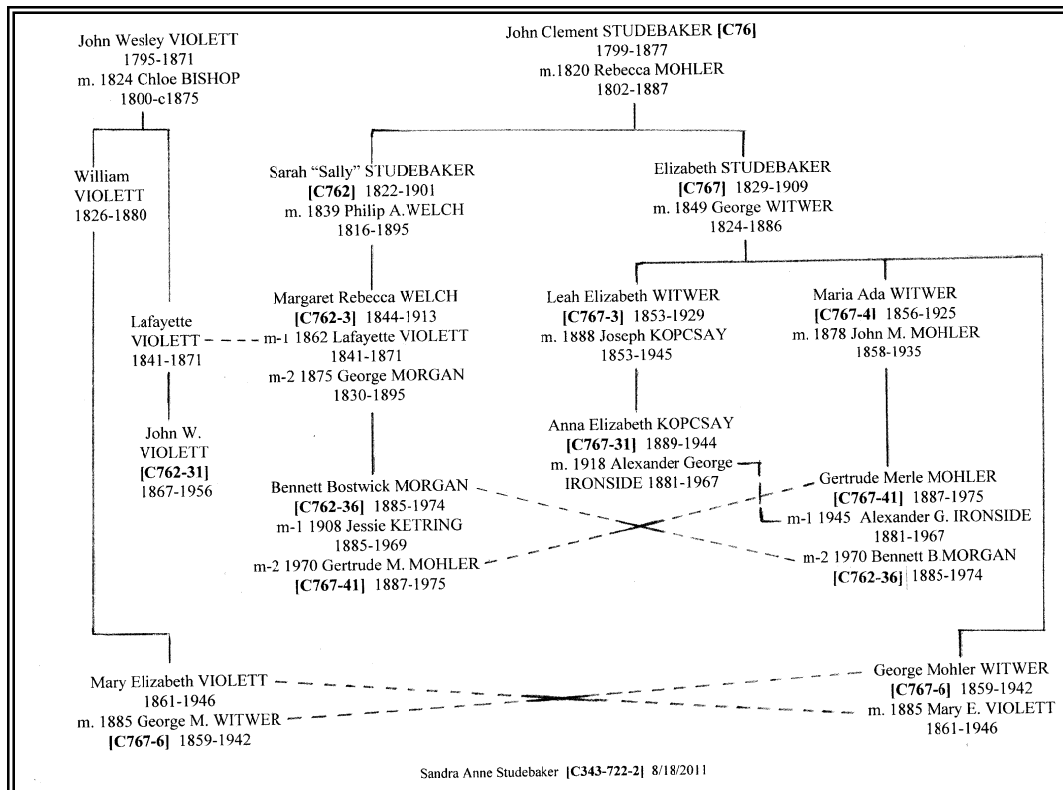 John Wesley VIOLETT
1795-1871
m. 1824 Chloe BISHOP
1800-c1875
John Clement STUDEBAKER [C76]
1799-1877
m.1820 Rebecca MOHLER
1802-1887
William
VIOLETT
1826-1880
Sarah “Sally” STUDEBAKER
[C762] 1822-1901
m. 1839 Philip A.WELCH
1816-1895
Elizabeth STUDEBAKER
[C767] 1829-1909
m. 1849 George WITWER
1824-1886
Lafayette
VIOLETT
1841-1871
Margaret Rebecca WELCH
[C762-3] 1844-1913
m-1 1862 Lafayette VIOLETT
1841-1871
m-2 1875 George MORGAN
1830-1895
Leah Elizabeth WITWER
[C767-3] 1853-1929
m. 1888 Joseph KOPCSAY
1853-1945
Maria Ada WITWER
[C767-4] 1856-1925
m. 1878 John M. MOHLER
1858-1935
John W.
VIOLETT
[C762-31]
1867-1956
Bennett Bostwick MORGAN
[C762-36] 1885-1974
m-1 1908 Jessie KETRING
1885-1969
m-2 1970 Gertrude M. MOHLER
[C767-41] 1887-1975
Anna Elizabeth KOPCSAY
[C767-31] 1889-1944
m. 1918 Alexander George
IRONSIDE 1881-1967
Gertrude Merle MOHLER
[C767-41] 1887-1975
m-1 1945 Alexander G. IRONSIDE
1881-1967
m-2 1970 Bennett B.MORGAN
[C762-36] 1885-1974
Mary Elizabeth VIOLETT
1861-1946
m. 1885 George M. WITWER
[C767-6] 1859-1942
George Mohler WITWER
[C767-6] 1859-1942
m. 1885 Mary E. VIOLETT
1861-1946
Sandra Anne Studebaker [C343-722-2] 8/18/2011